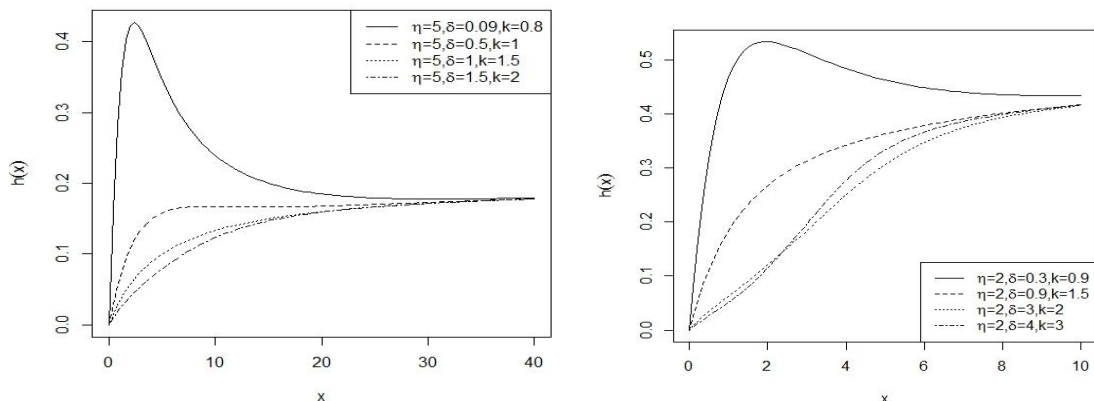 η=5,δ=0.09,k=0.8
η=5,δ=0.5,k=1
η=5,δ=1,k=1.5
η=5,δ=1.5,k=2
h(x)
0.0
0.1
0.2
0.3
0.4
0
10
20
30
40
x
η=2,δ=0.3,k=0.9
η=2,δ=0.9,k=1.5
η=2,δ=3,k=2
η=2,δ=4,k=3
h(x)
0.0
0.1
0.2
0.3
0.4
0.5
0
2
4
6
8
10
x